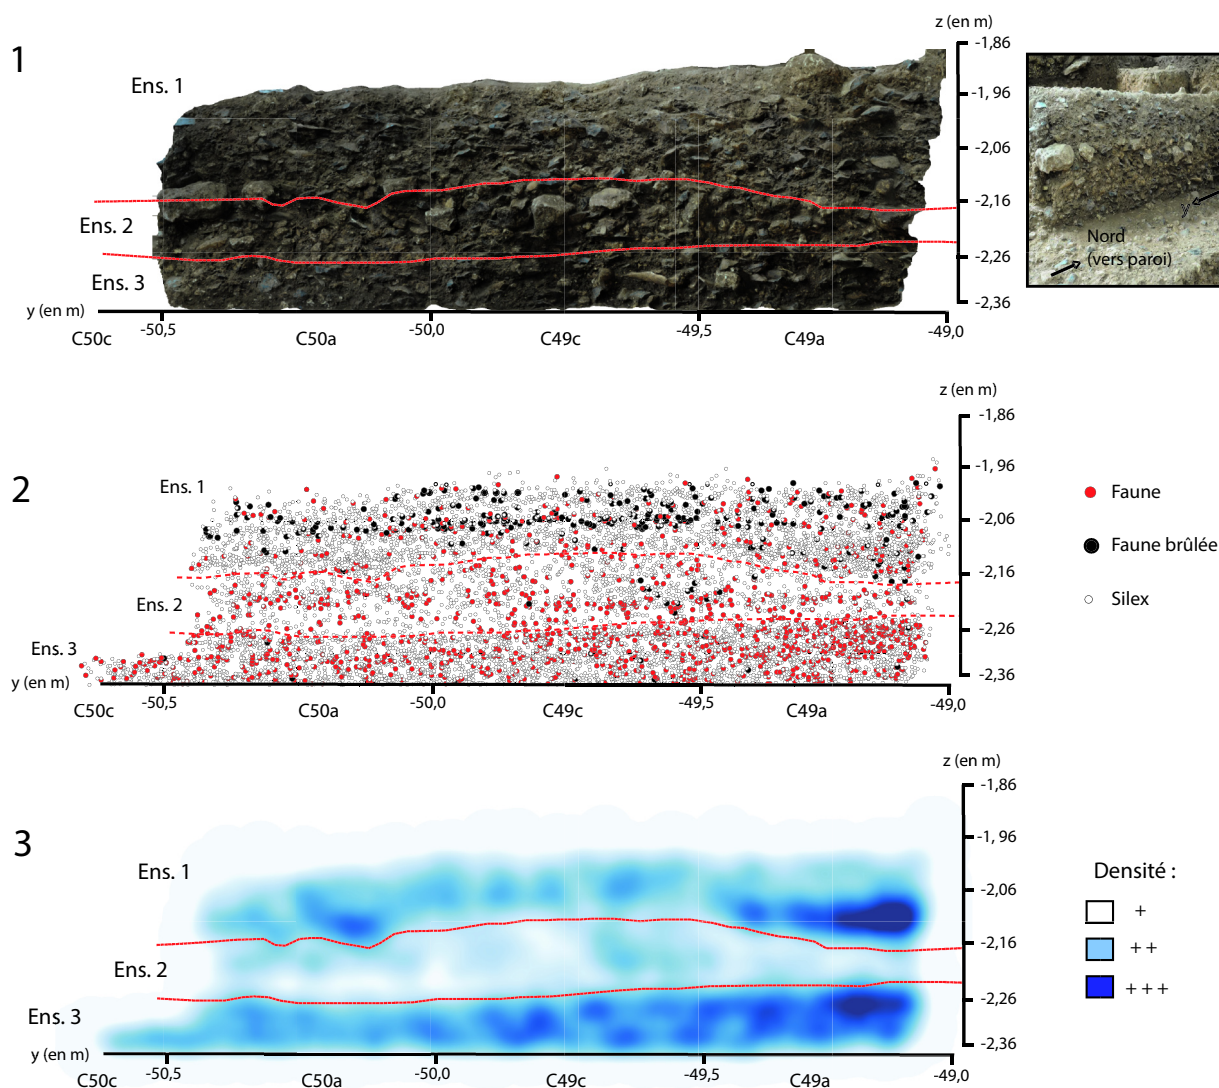 1
Ens. 1
Ens. 2
Ens. 3
z (en m)
-1,86
-1,96
-2,06
-2,16
-2,26
-2,36
y (en m)
-50,5
-50,0
-49,5
-49,0
C50c
C50a
C49c
C49a
y
Nord
(vers paroi)
2
Ens. 1
Ens. 2
Ens. 3
z (en m)
-1,86
-1,96
-2,06
-2,16
-2,26
-2,36
y (en m)
-50,5
-50,0
-49,5
-49,0
C50c
C50a
C49c
C49a
Faune
Faune brûlée
Silex
3
Ens. 1
Ens. 2
Ens. 3
z (en m)
-1,86
-1,96
-2,06
-2,16
-2,26
-2,36
y (en m)
-50,5
-50,0
-49,5
-49,0
C50c
C50a
C49c
C49a
Densité :
+
++
+++